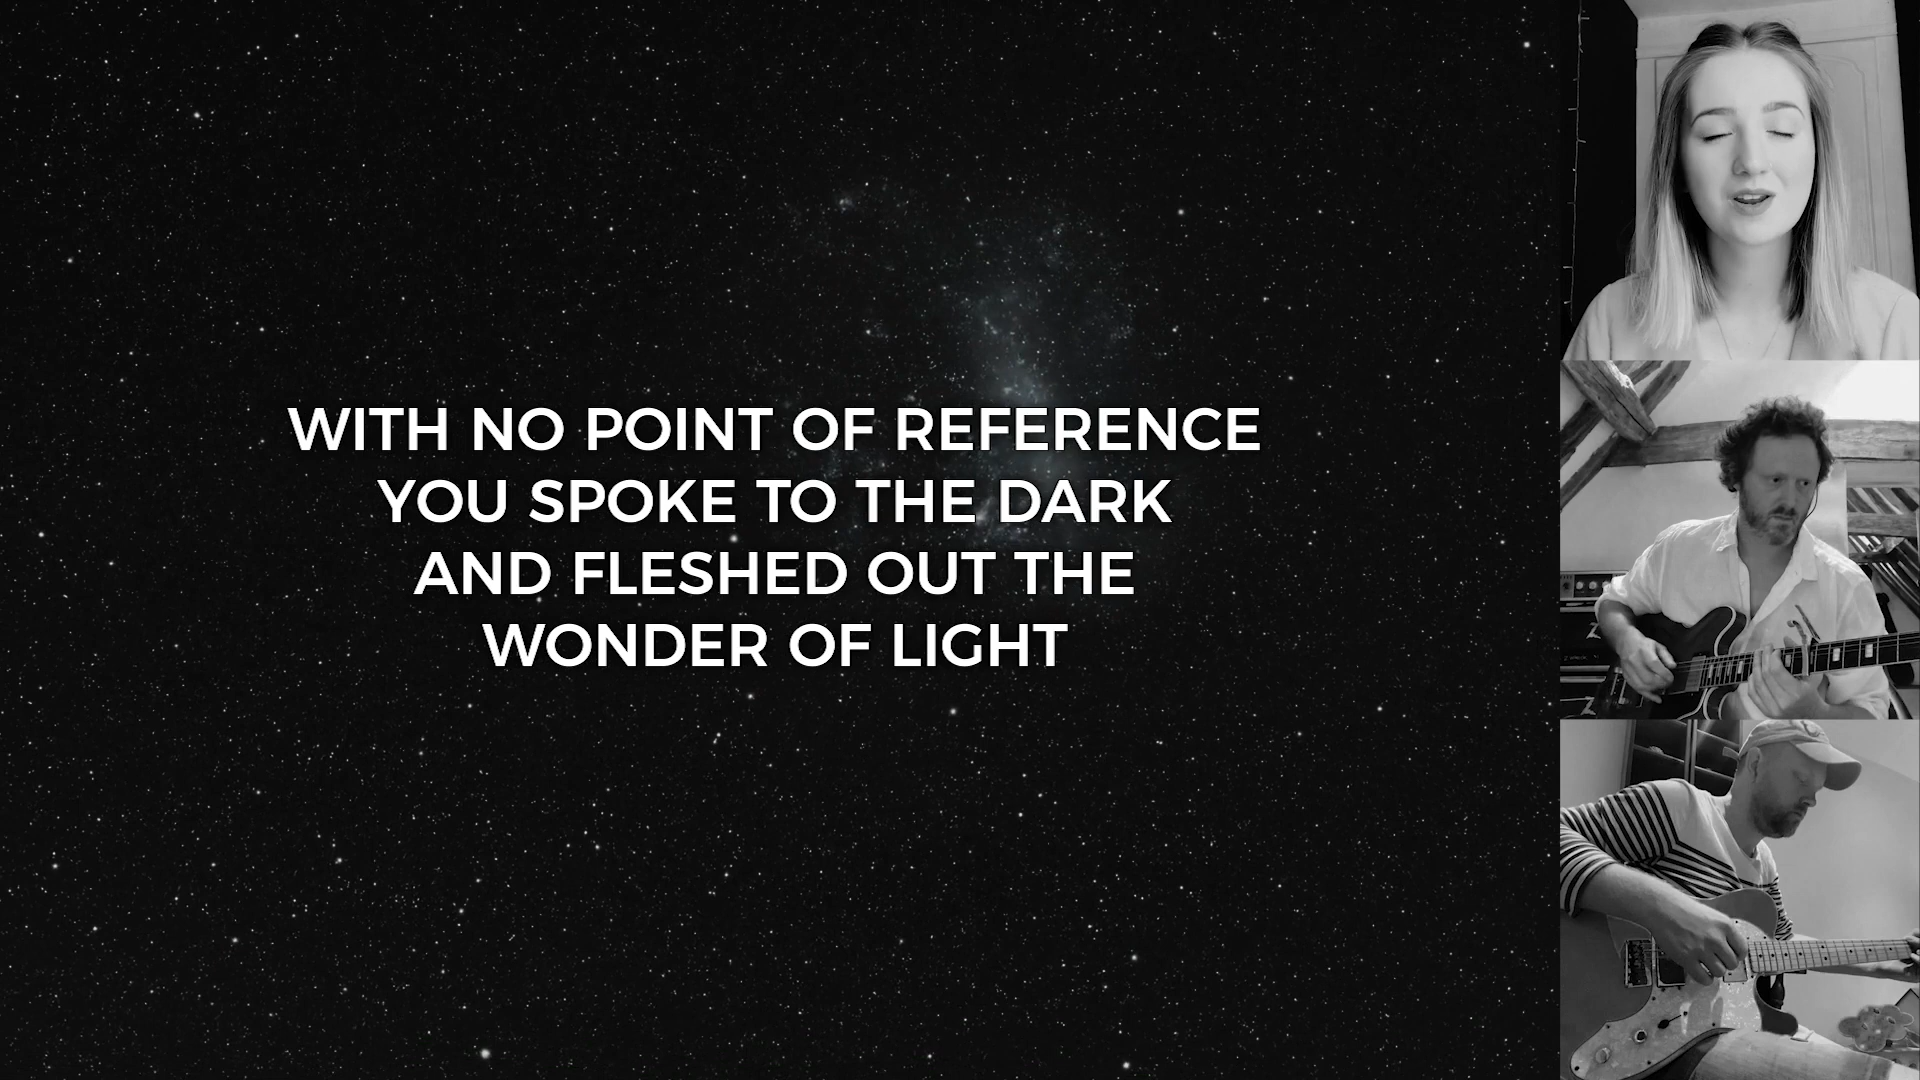 WITH NO POINT OF REFERENCE
YOU SPOKE TO THE DARK
AND FLESHED OUT THE
WONDER OF LIGHT